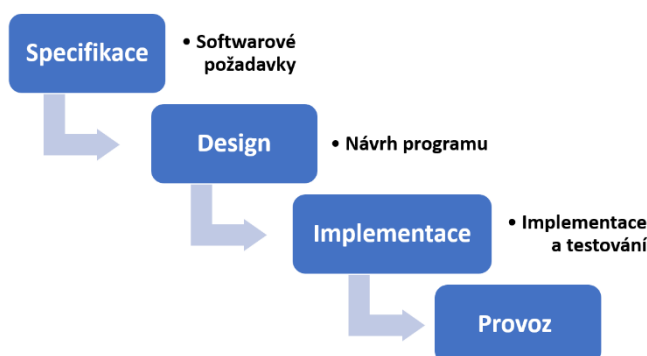 Specifikace
• Softwarové
požadavky
Design
• Návrh programu
Implementace
• Implementace
a testování
Provoz